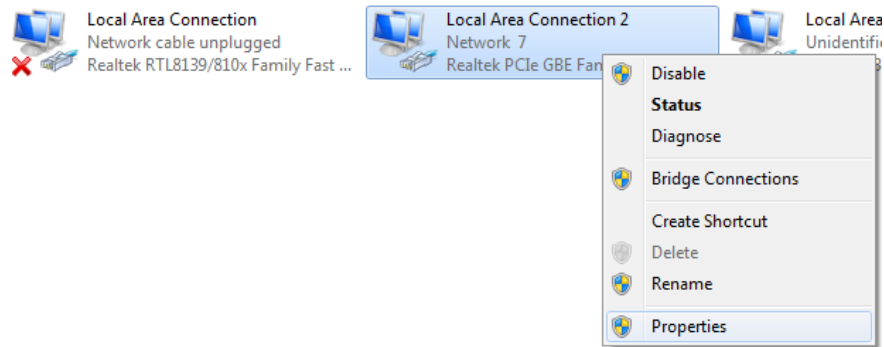 Local Area Connection
Network cable unplugged
Realtek RTL8139/810x Family Fast ...
Local Area Connection 2
Network 7
Realtek PCIe GBE Fam
Local Area
Unidentifie
Disable
Status
Diagnose
Bridge Connections
Create Shortcut
Delete
Rename
Properties